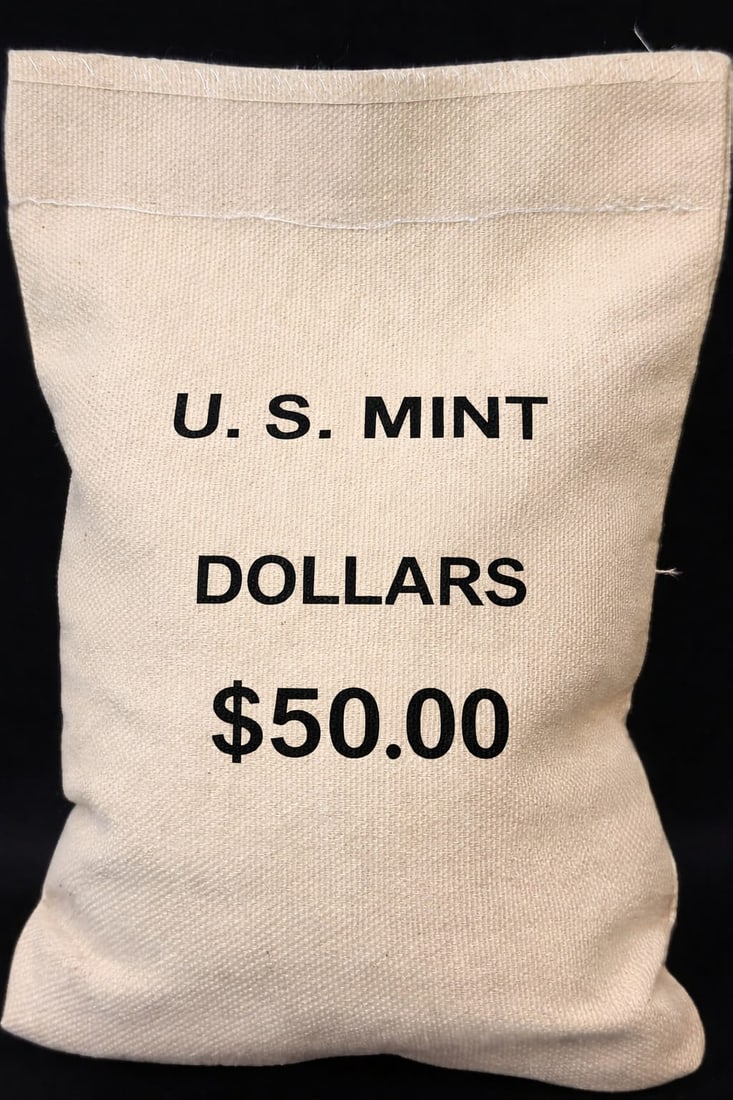 U. S. MINT
DOLLARS
$50.00